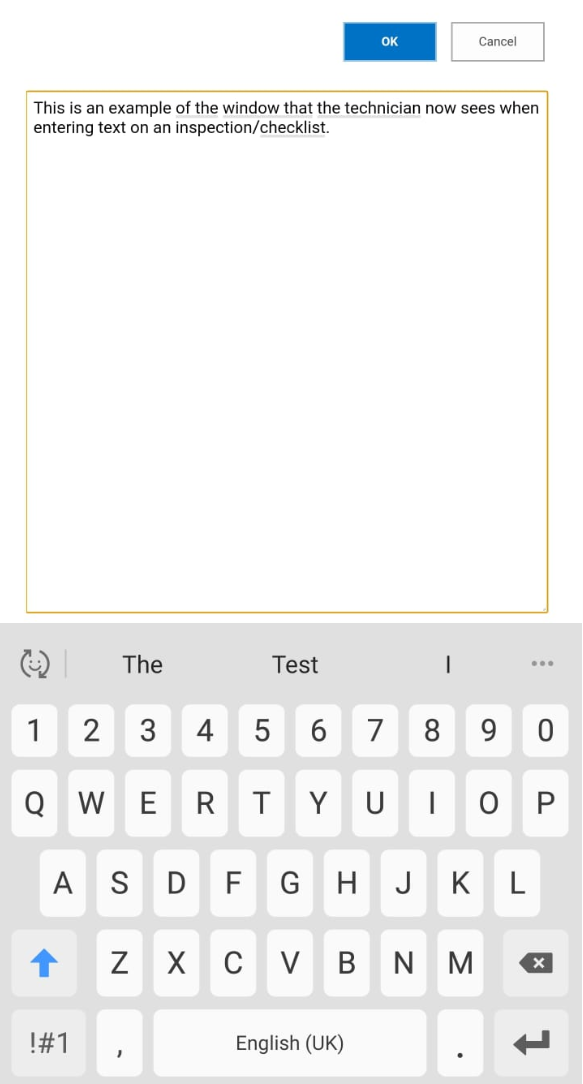 OK Cancel
This is an example of the window that the technician now sees when
entering text on an inspection/checklist.
The Test I
1 2 3 4 5 6 7 8 9 0
Q W E R T Y U I O P
A S D F G H J K L
Z X C V B N M
!#1 , English (UK) .